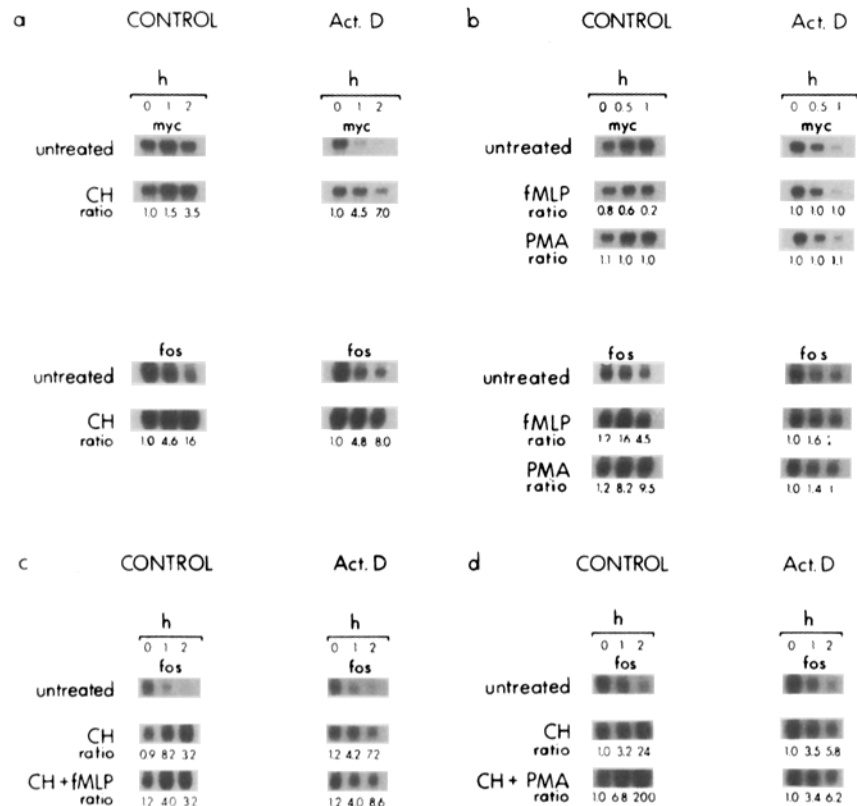 a CONTROL Act. D
h h
0 1 2 0 1 2
myc myc
untreated
CH
ratio 1.0 1.5 3.5 1.0 4.5 7.0
fos fos
untreated
CH
ratio 1.0 4.6 16 1.0 4.8 8.0
b CONTROL Act. D
h h
0 0.5 1 0 0.5 1
myc myc
untreated
fMLP
ratio 0.8 0.6 0.2 1.0 1.0 1.0
PMA
ratio 1.1 1.0 1.0 1.0 1.0 1.1
fos fos
untreated
fMLP
ratio 1.2 16 4.5 1.0 1.6
PMA
ratio 1.2 8.2 9.5 1.0 1.4
c CONTROL Act. D
h h
0 1 2 0 1 2
fos
untreated
CH
ratio 0.9 82 3.2 1.2 4.2 7.2
CH + fMLP
ratio 1.2 4.0 3.2 1.2 4.0 8.6
d CONTROL Act. D
h h
0 1 2 0 1 2
fos fos
untreated
CH
ratio 1.0 3.2 24 1.0 3.5 5.8
CH + PMA
ratio 1.0 6.8 200 1.0 3.4 6.2